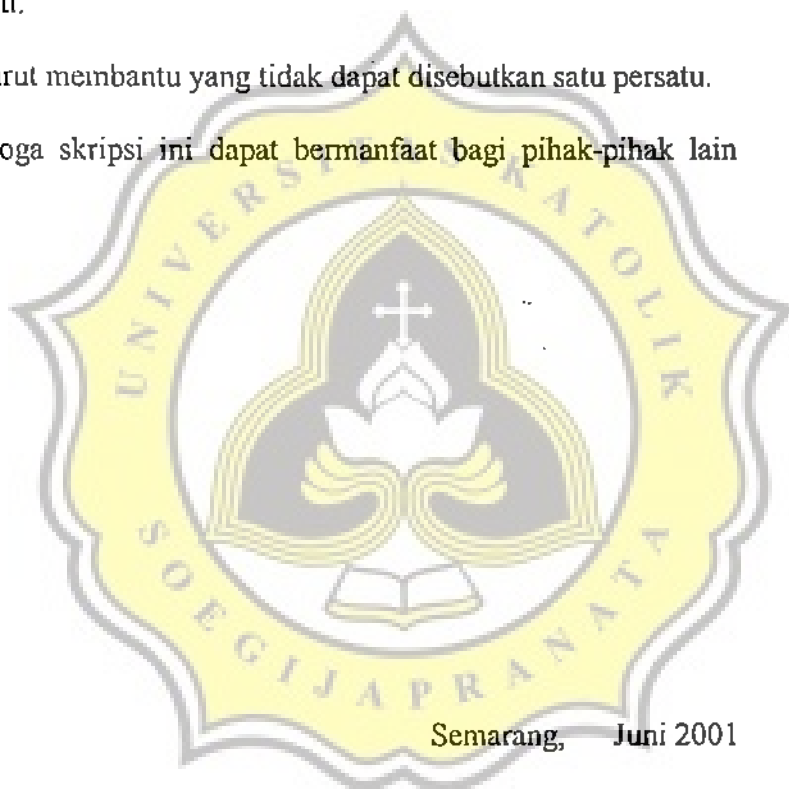 rut membantu yang tidak dapat disebutkan satu persatu.
oga skripsi ini dapat bermanfaat bagi pihak-pihak lain
UNIVERSITAS KATOLIK
SOEGIJAPRANATA
Semarang, Juni 2001